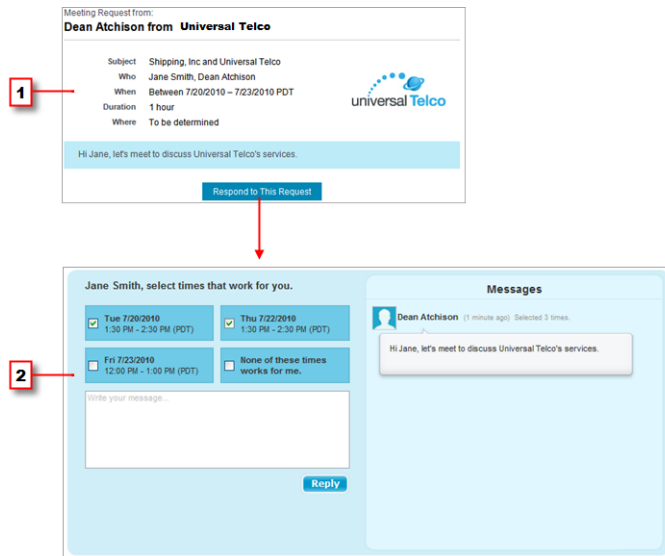 Meeting Request from:
Dean Atchison from Universal Telco
Subject Shipping, Inc and Universal Telco
Who Jane Smith, Dean Atchison
When Between 7/20/2010 – 7/23/2010 PDT
Duration 1 hour
Where To be determined
universal Telco
1
Hi Jane, let's meet to discuss Universal Telco's services.
Respond to This Request
Jane Smith, select times that work for you.
Tue 7/20/2010
1:30 PM - 2:30 PM (PDT)
Thu 7/22/2010
1:30 PM - 2:30 PM (PDT)
Fri 7/23/2010
12:00 PM - 1:00 PM (PDT)
None of these times
works for me.
2
Write your message...
Reply
Messages
Dean Atchison (1 minute ago) Selected 3 times.
Hi Jane, let's meet to discuss Universal Telco's services.